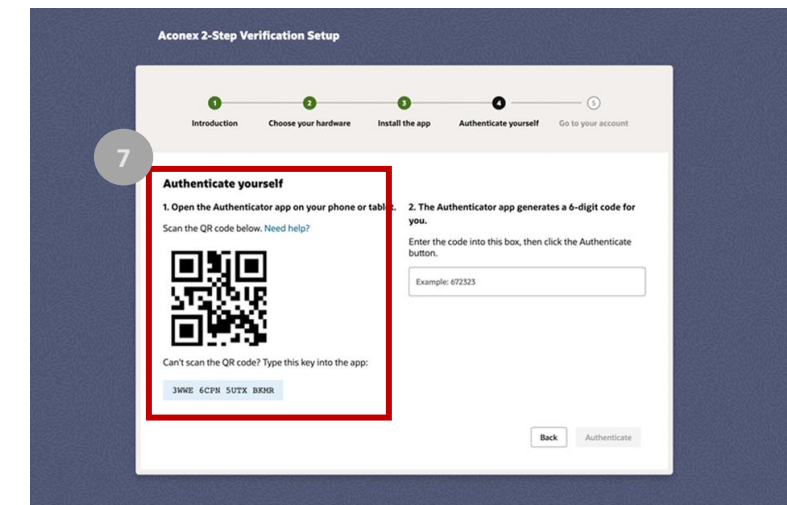 Aconex 2-Step Verification Setup
1 2 3 4 5
Introduction Choose your hardware Install the app Authenticate yourself Go to your account
7
Authenticate yourself
1. Open the Authenticator app on your phone or tablet.
Scan the QR code below. Need help?
Can't scan the QR code? Type this key into the app:
3WWE 6CPN 5UTX BKMR
2. The Authenticator app generates a 6-digit code for
you.
Enter the code into this box, then click the Authenticate
button.
Example: 672323
Back Authenticate